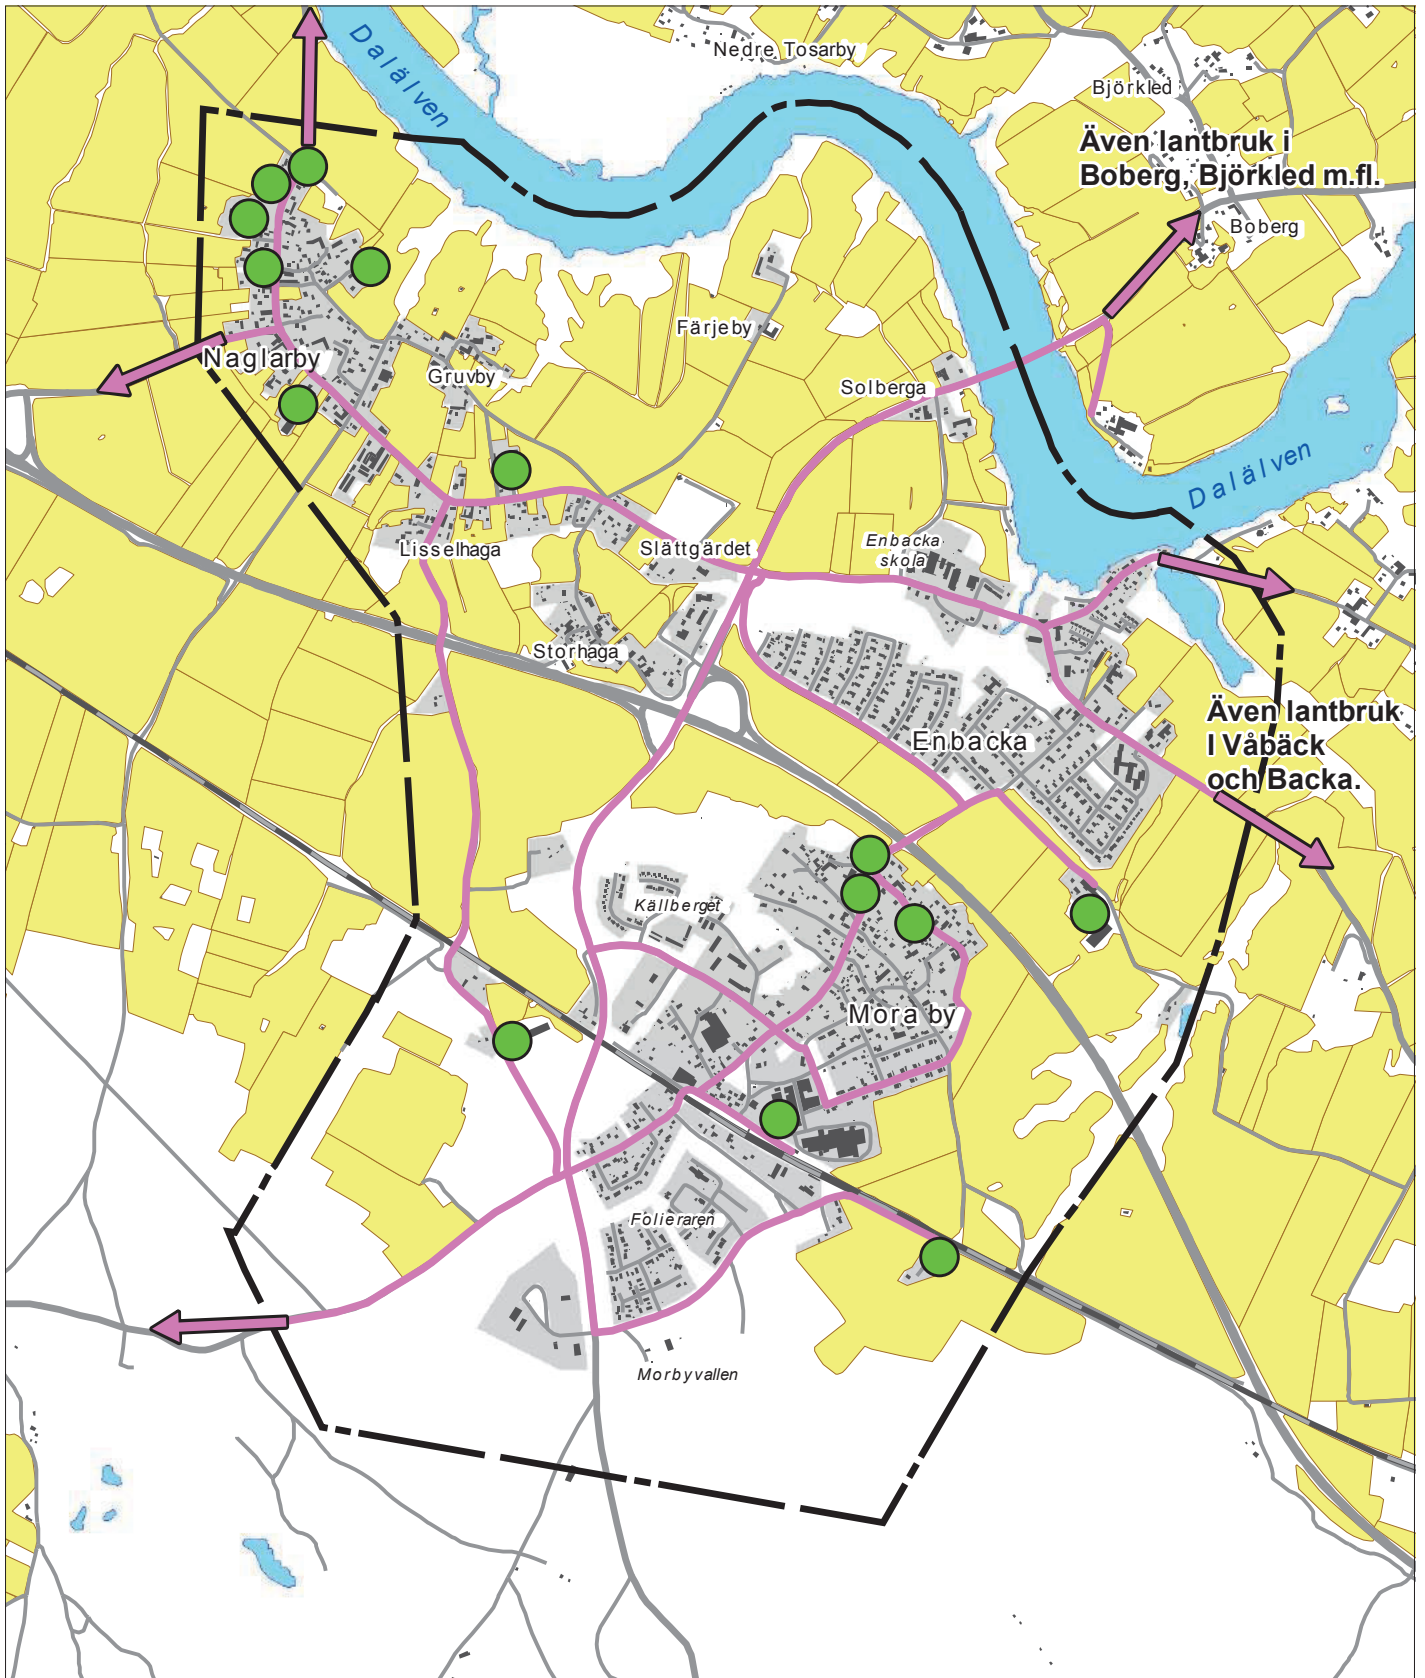 Dalälven
Nedre Tosarby
Björkled
Även lantbruk i
Boberg, Björkled m.fl.
Boberg
Färjeby
Naglarby
Gruvby
Solberga
Dalälven
Lisselhaga
Slättgärdet
Enbacka
skola
Storhaga
Även lantbruk
I Våbäck
och Backa.
Enbacka
Källberget
Mora by
Folieraren
Morbyvallen